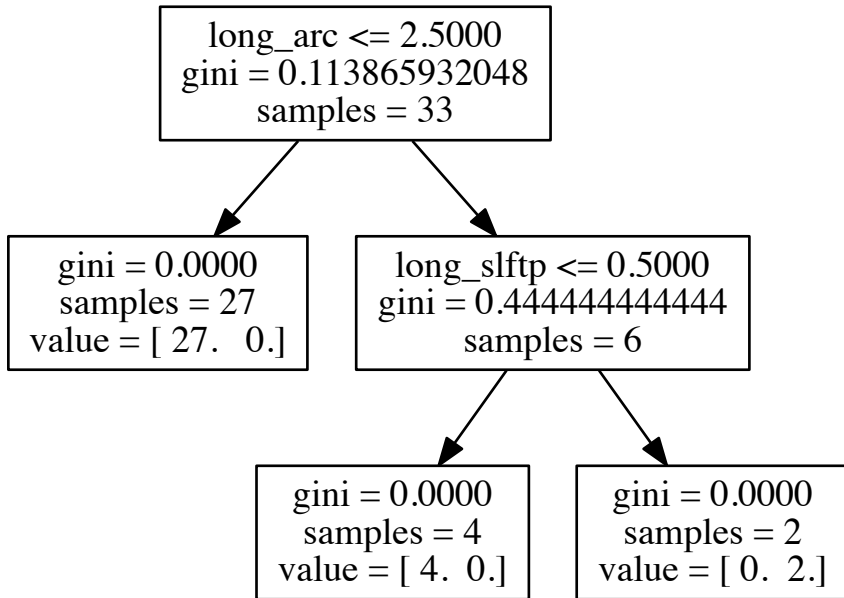 long_arc <= 2.5000
gini = 0.113865932048
samples = 33
gini = 0.0000
samples = 27
value = [ 27.   0.]
long_slftp <= 0.5000
gini = 0.444444444444
samples = 6
gini = 0.0000
samples = 4
value = [ 4.  0.]
gini = 0.0000
samples = 2
value = [ 0.  2.]